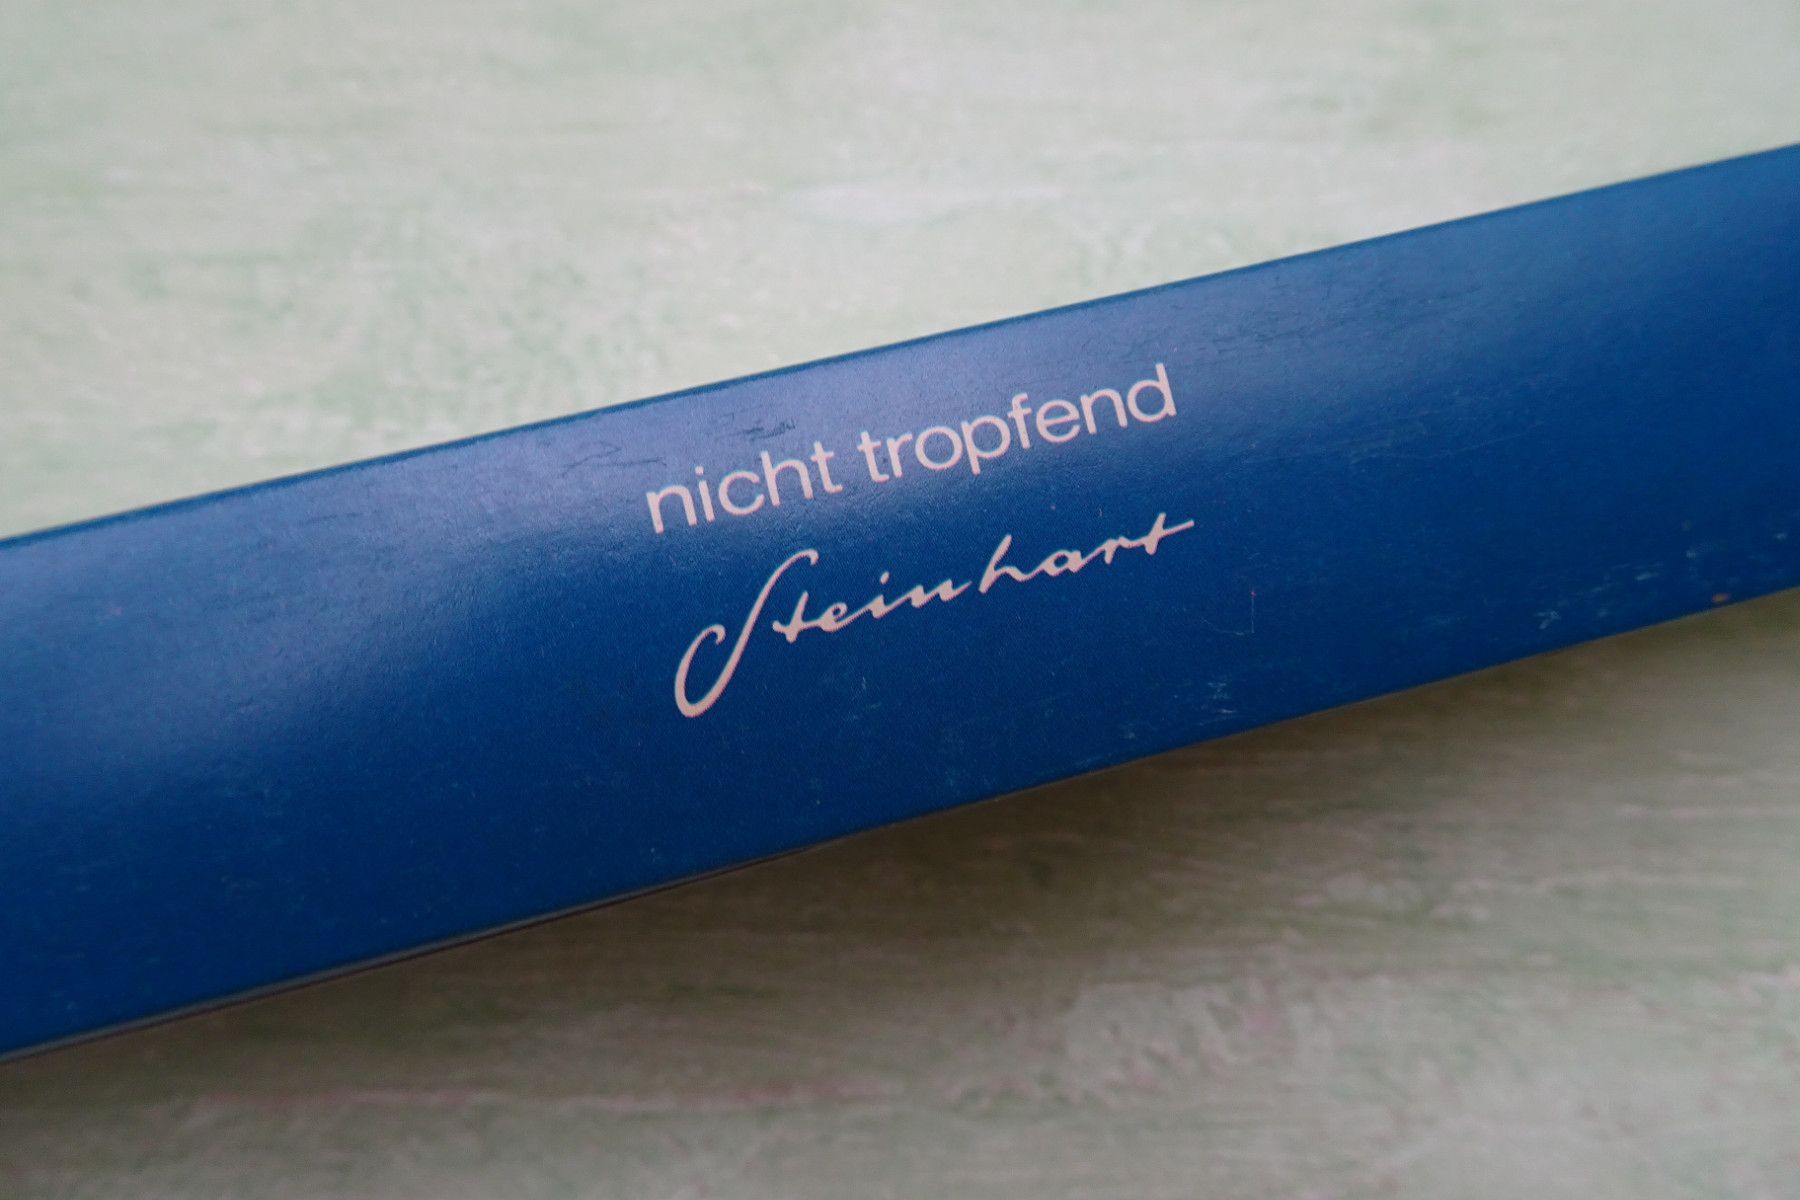 nicht tropfend
Steinhart